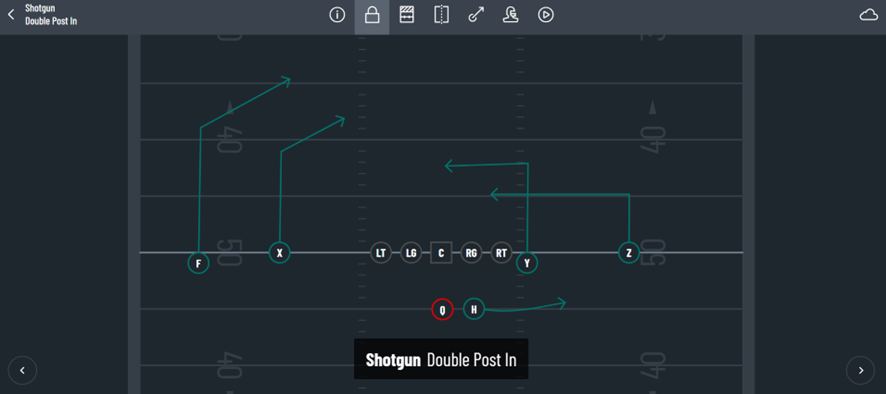 Shotgun
Double Post In
40
40
50
50
F
X
LT
LG
C
RG
RT
Y
Z
Q
H
Shotgun Double Post In
40
40